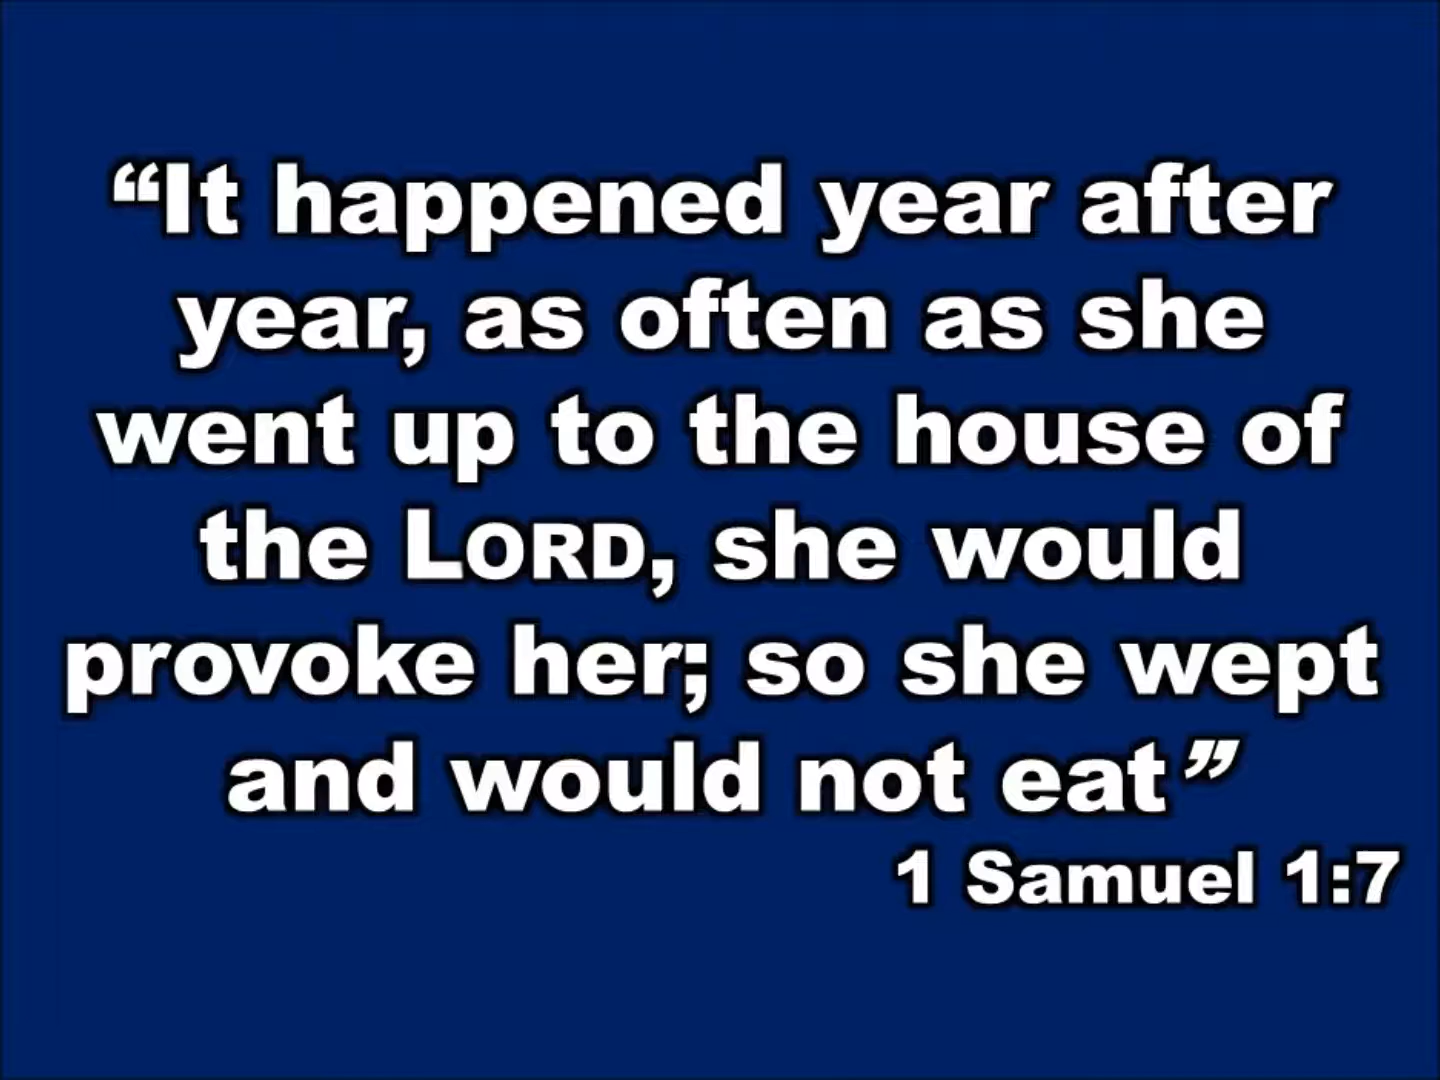 “It happened year after
year, as often as she
went up to the house of
the LORD, she would
provoke her; so she wept
and would not eat”
1 Samuel 1:7